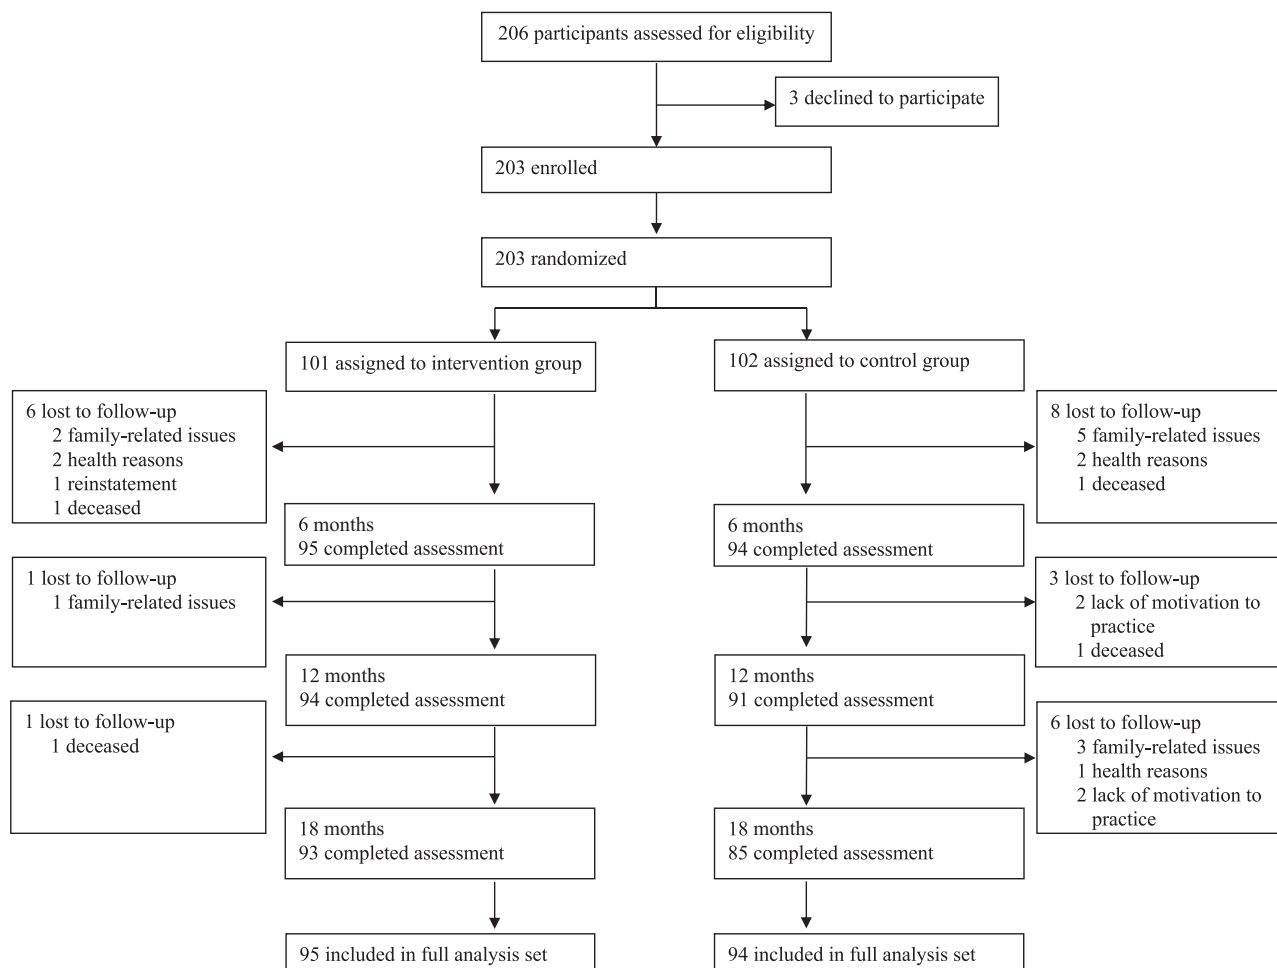 206 participants assessed for eligibility
3 declined to participate
203 enrolled
203 randomized
101 assigned to intervention group
102 assigned to control group
6 lost to follow-up
2 family-related issues
2 health reasons
1 reinstatement
1 deceased
8 lost to follow-up
5 family-related issues
2 health reasons
1 deceased
6 months
95 completed assessment
6 months
94 completed assessment
1 lost to follow-up
1 family-related issues
3 lost to follow-up
2 lack of motivation to
practice
1 deceased
12 months
94 completed assessment
12 months
91 completed assessment
1 lost to follow-up
1 deceased
6 lost to follow-up
3 family-related issues
1 health reasons
2 lack of motivation to
practice
18 months
93 completed assessment
18 months
85 completed assessment
95 included in full analysis set
94 included in full analysis set